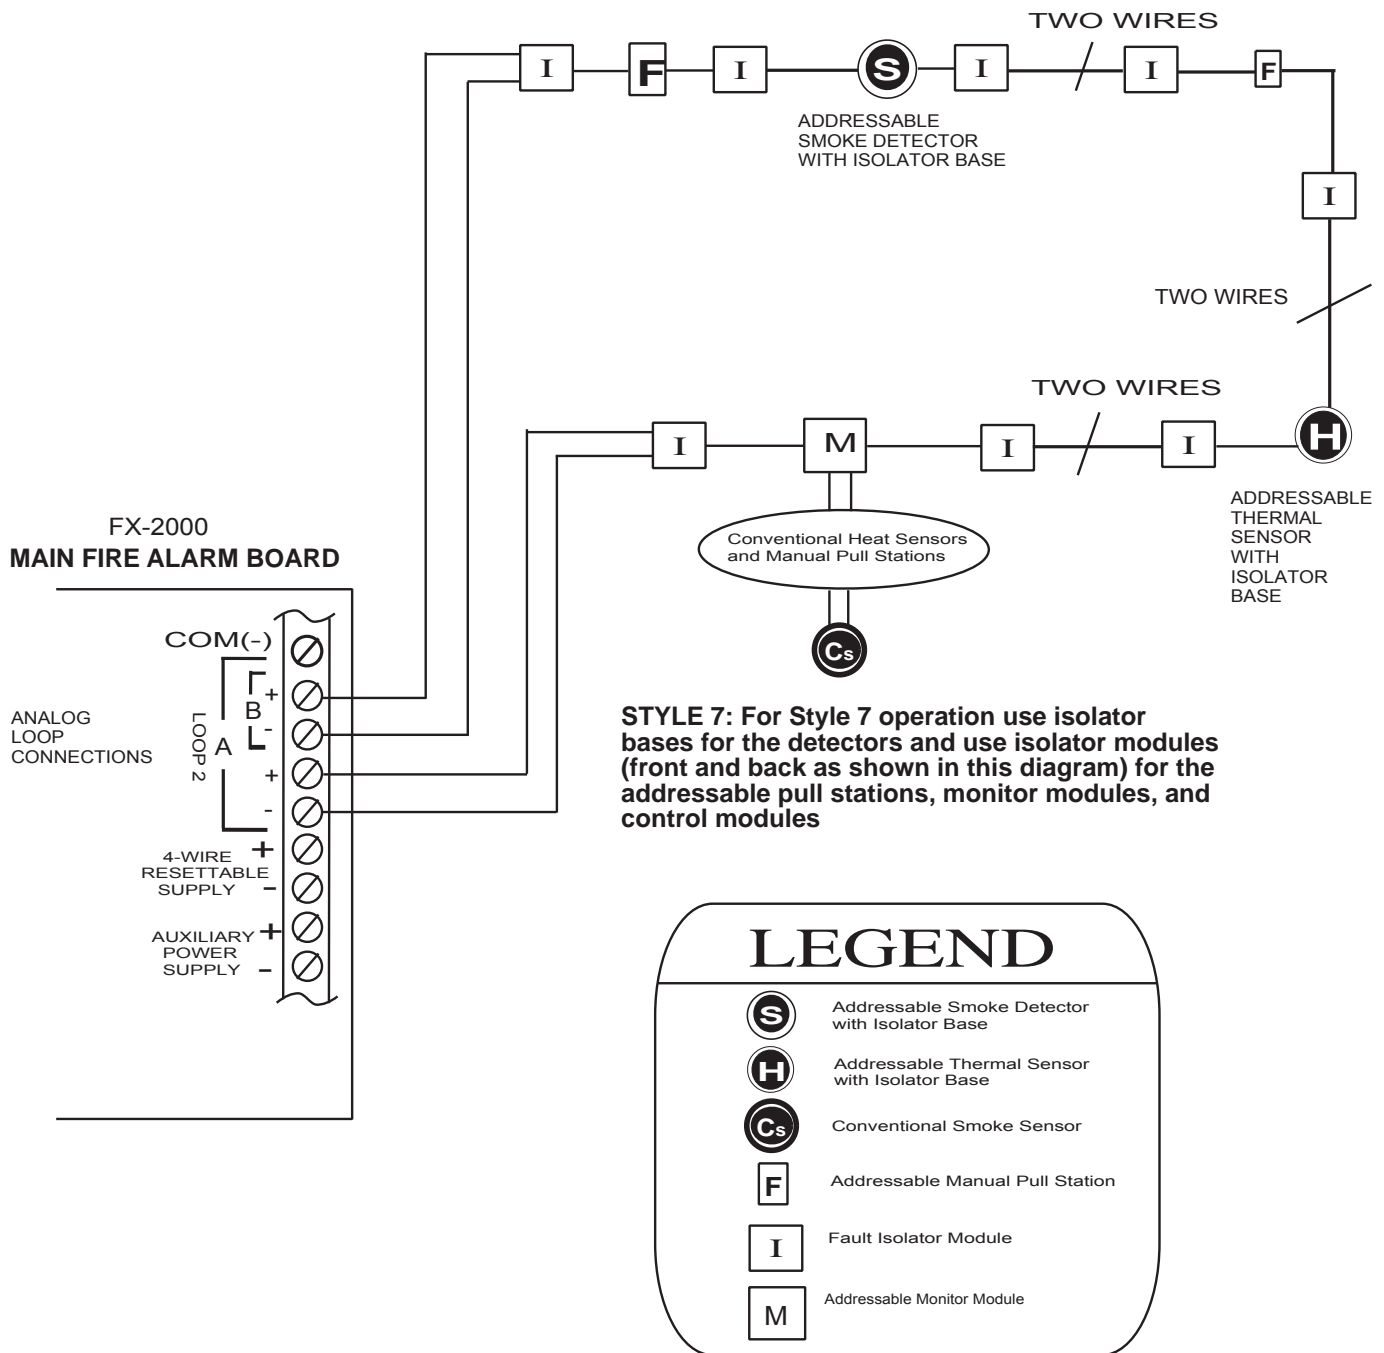 TWO WIRES
I
F
I
S
I
I
F
ADDRESSABLE
SMOKE DETECTOR
WITH ISOLATOR BASE
I
TWO WIRES
TWO WIRES
I
M
I
I
H
ADDRESSABLE
THERMAL
SENSOR
WITH
ISOLATOR
BASE
Conventional Heat Sensors
and Manual Pull Stations
Cs
FX-2000
MAIN FIRE ALARM BOARD
COM(-)
ANALOG
LOOP
CONNECTIONS
LOOP 2
A
B
+
-
+
-
4-WIRE
RESETTABLE
SUPPLY
+
-
AUXILIARY
POWER
SUPPLY
+
-
STYLE 7: For Style 7 operation use isolator
bases for the detectors and use isolator modules
(front and back as shown in this diagram) for the
addressable pull stations, monitor modules, and
control modules
LEGEND
S Addressable Smoke Detector
with Isolator Base
H Addressable Thermal Sensor
with Isolator Base
Cs Conventional Smoke Sensor
F Addressable Manual Pull Station
I Fault Isolator Module
M Addressable Monitor Module